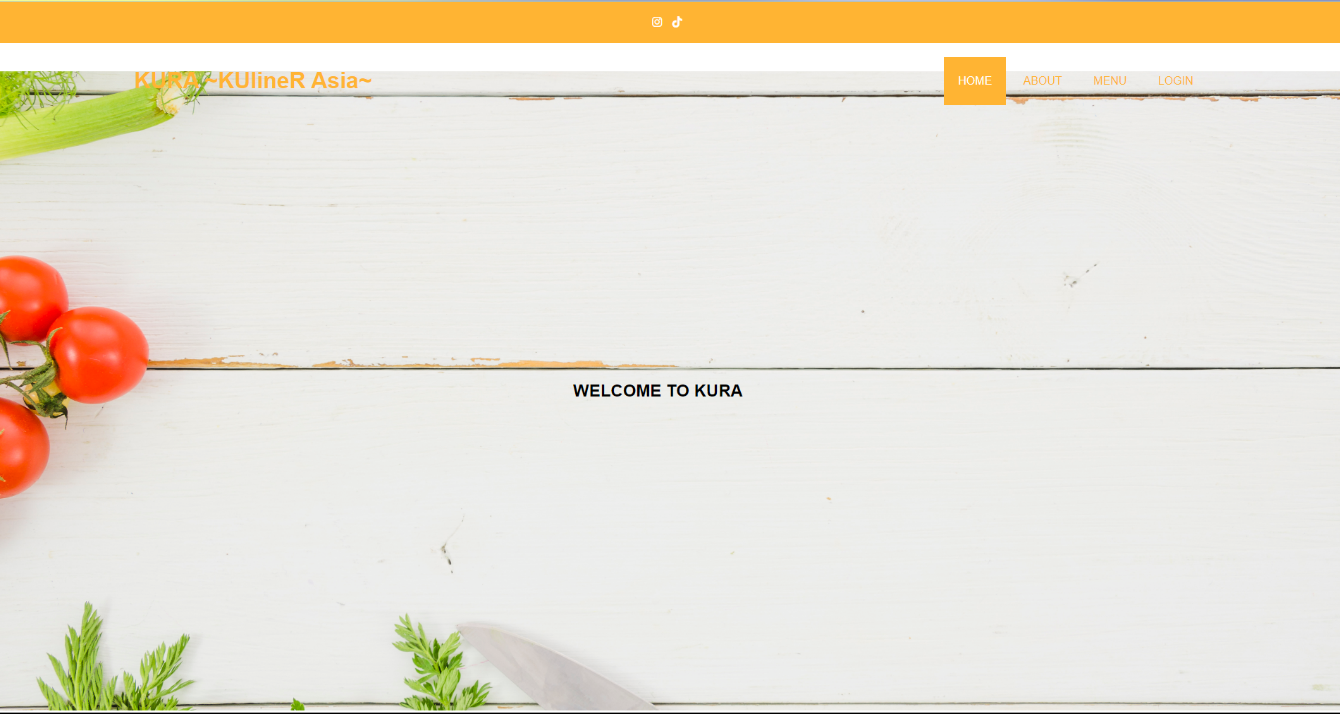 KURA ~KUlineR Asia~
HOME ABOUT MENU LOGIN
WELCOME TO KURA